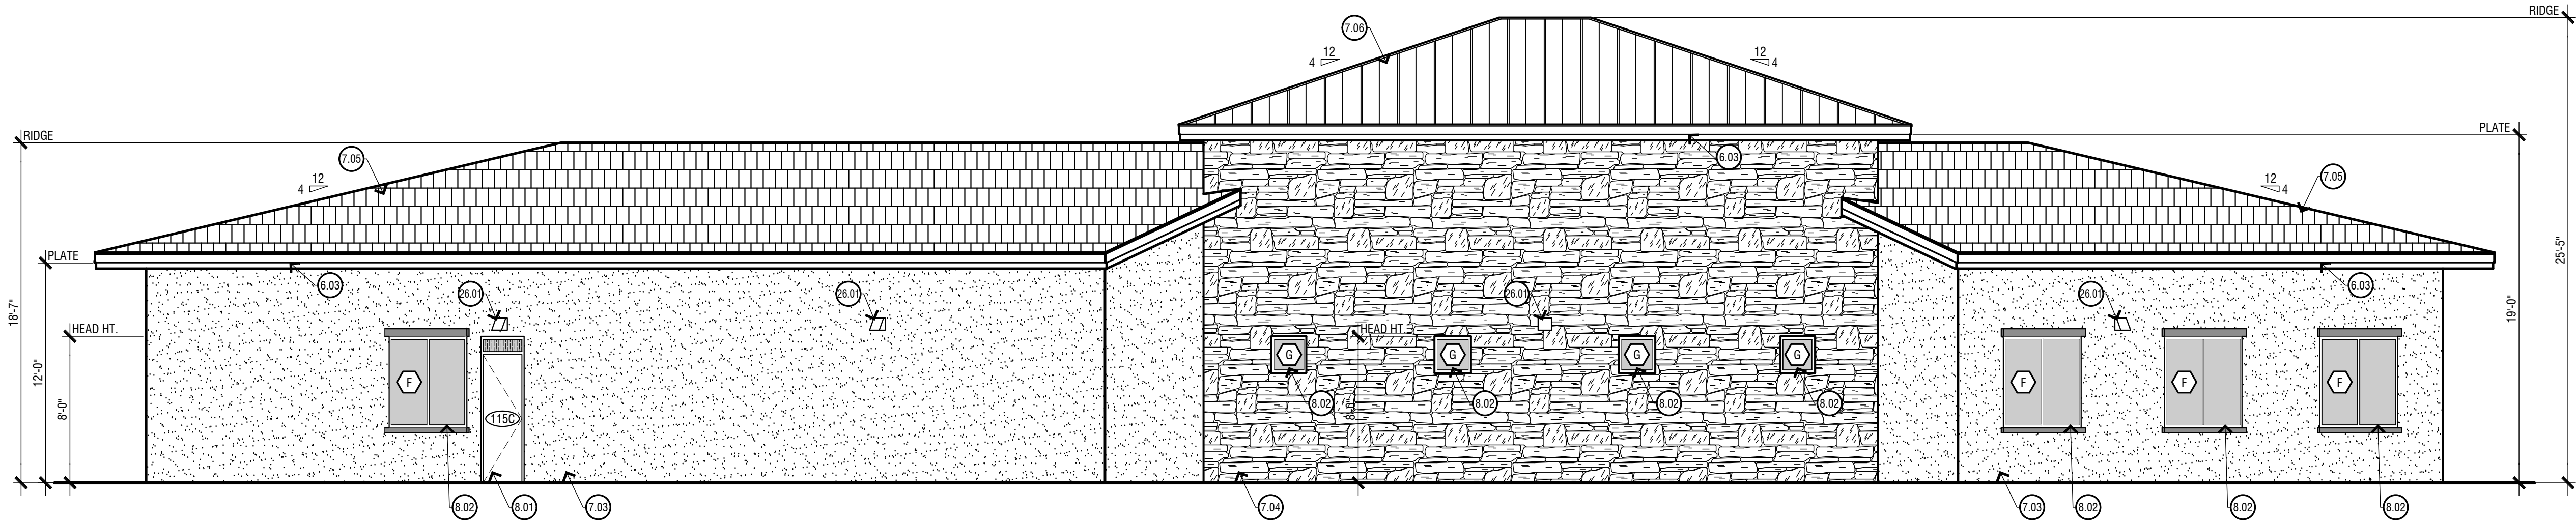 RIDGE
7.06
12
4
12
4
PLATE
RIDGE
7.05
12
4
6.03
12
4
7.05
PLATE
6.03
26.01
26.01
26.01
26.01
6.03
25'-5"
19'-0"
18'-7"
12'-0"
8'-0"
HEAD HT.
HEAD HT.
8'-0"
F
115C
G
G
G
G
F
F
F
8.02
8.02
8.02
8.02
8.02
8.01
7.03
7.04
7.03
8.02
8.02
8.02